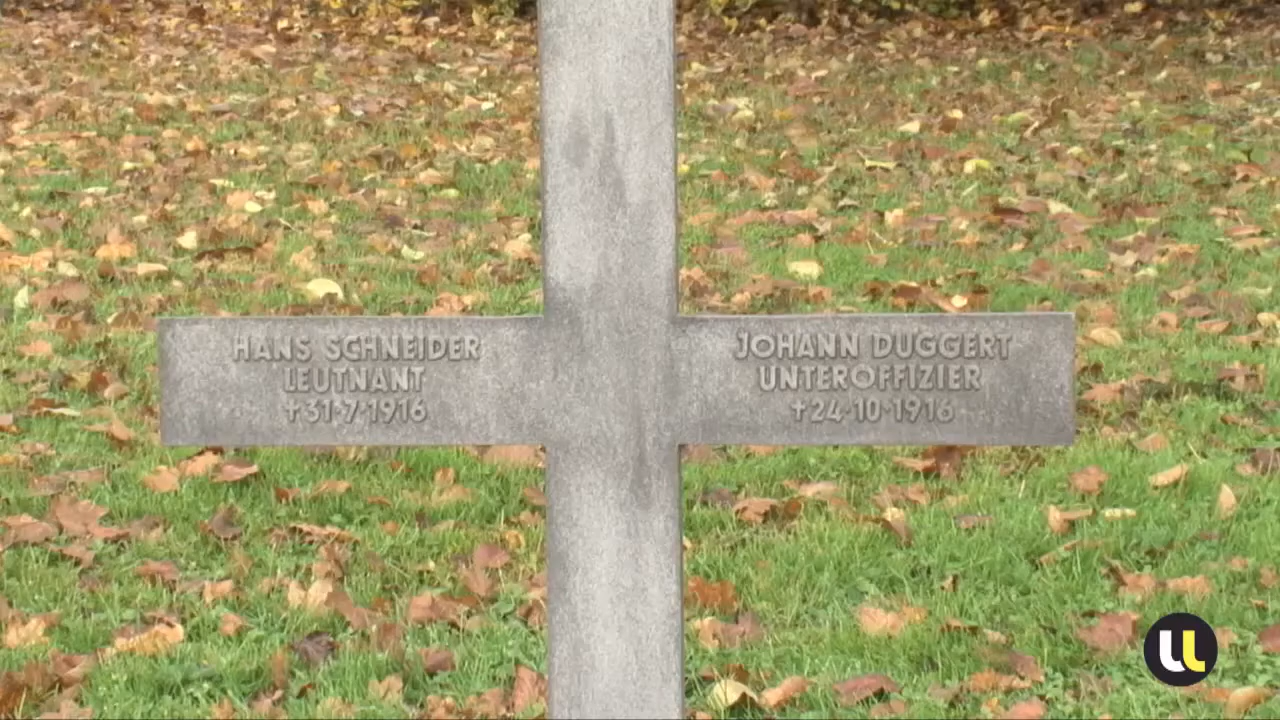 HANS SCHNEIDER
LEUTNANT
✝31·7·1916
JOHANN DUGGERT
UNTEROFFIZIER
✝24·10·1916